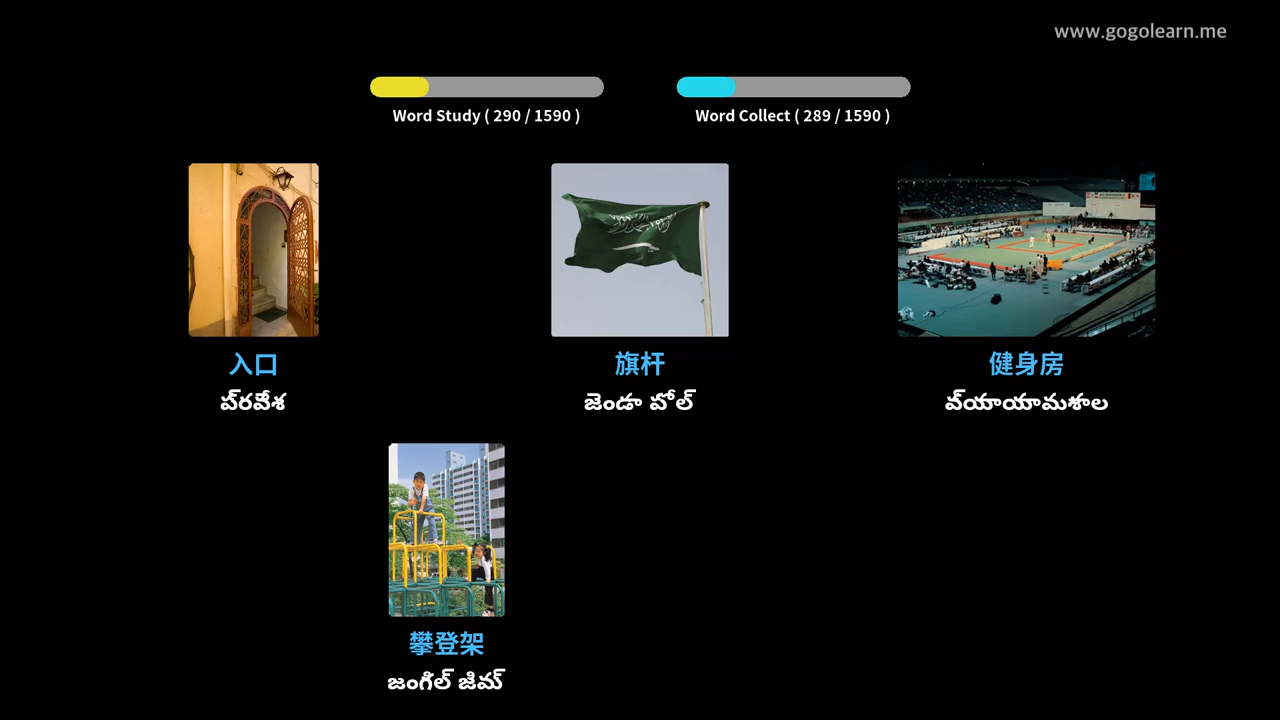 www.gogolearn.me
Word Study ( 290 / 1590 )
Word Collect ( 289 / 1590 )
入口
ప్రవేశ
旗杆
జెండా పోల్
健身房
వ్యాయామశాల
攀登架
జంగిల్ జిమ్